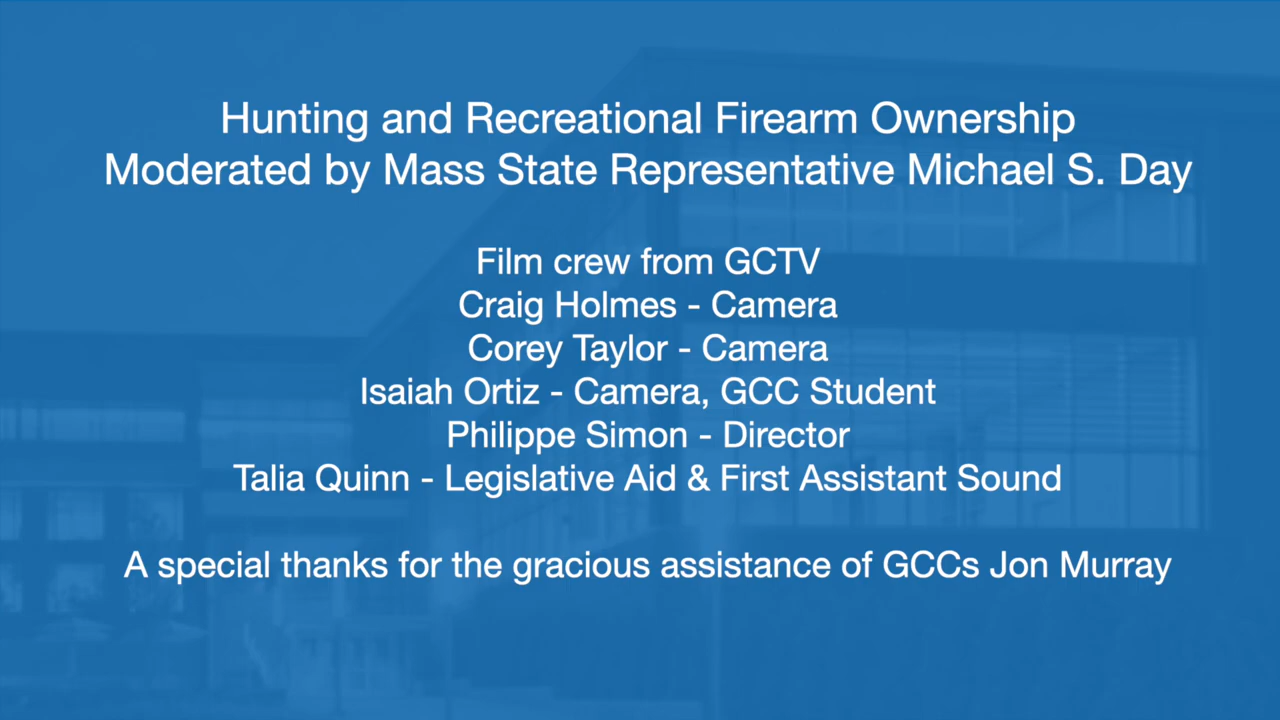 Hunting and Recreational Firearm Ownership
Moderated by Mass State Representative Michael S. Day
Film crew from GCTV
Craig Holmes - Camera
Corey Taylor - Camera
Isaiah Ortiz - Camera, GCC Student
Philippe Simon - Director
Talia Quinn - Legislative Aid & First Assistant Sound
A special thanks for the gracious assistance of GCCs Jon Murray